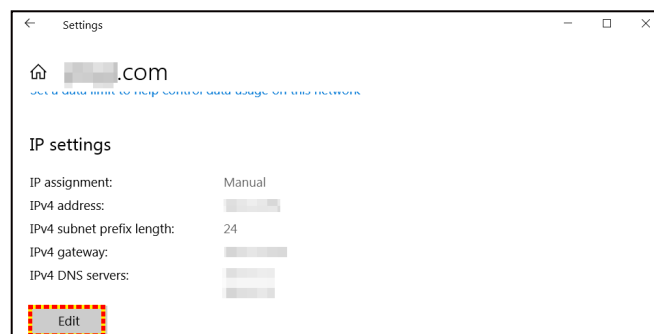 Settings
.com
Set a data limit to help control data usage on this network
IP settings
IP assignment: Manual
IPv4 address:
IPv4 subnet prefix length: 24
IPv4 gateway:
IPv4 DNS servers:
Edit